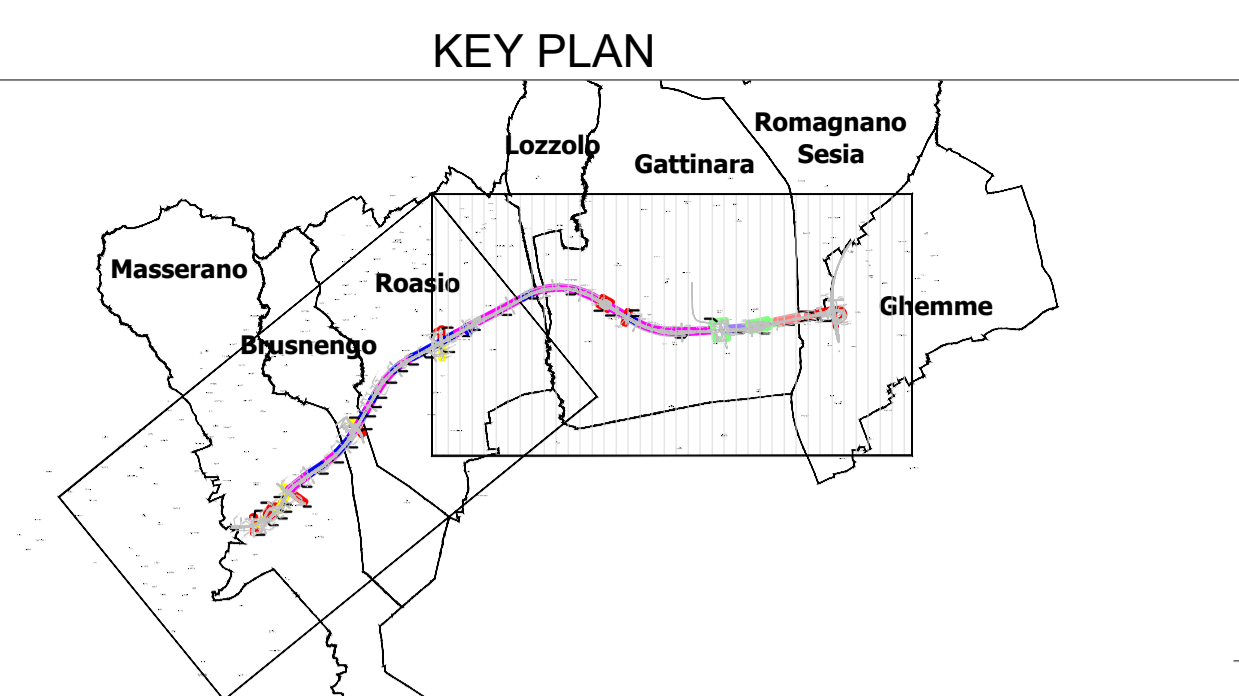 KEY PLAN
Romagnano
Sesia
Lozzolo
Gattinara
Masserano
Roasio
Ghemme
Brusnengo